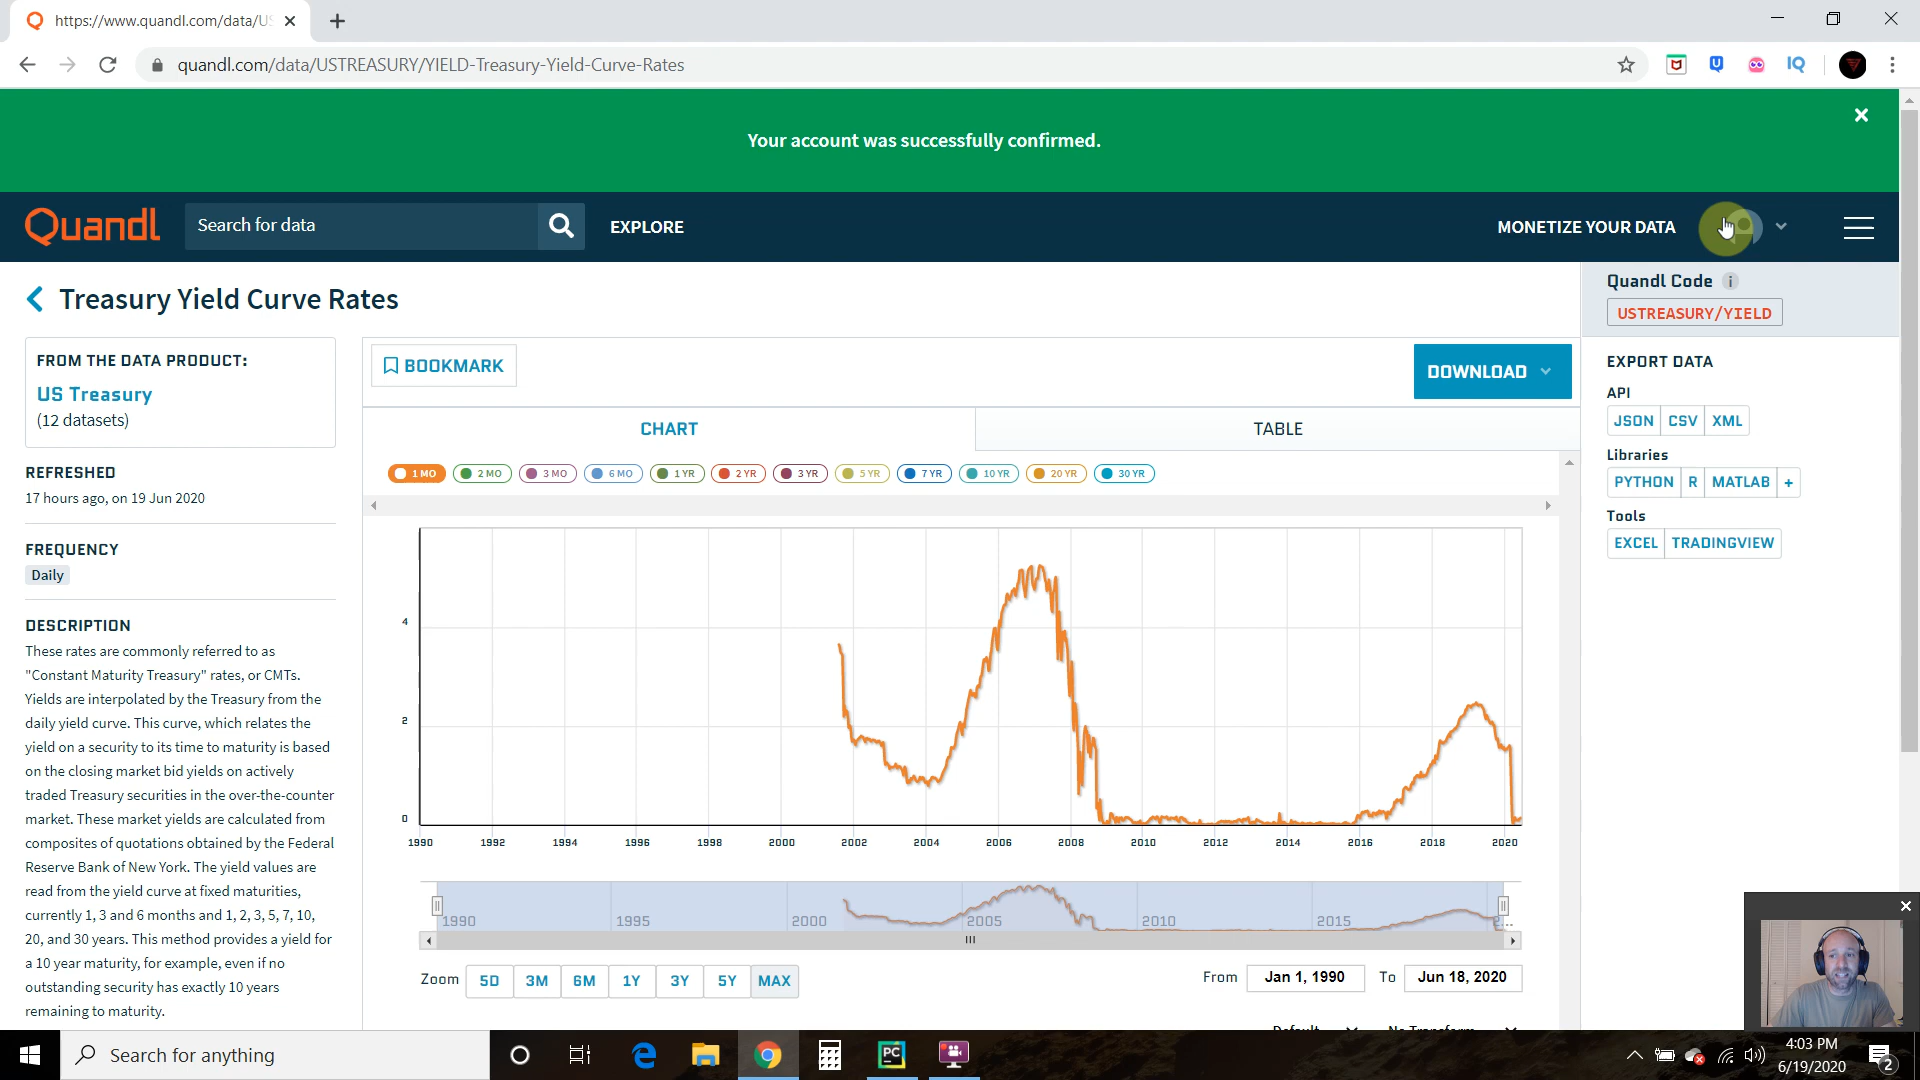 https://www.quandl.com/data/US
quandl.com/data/USTREASURY/YIELD-Treasury-Yield-Curve-Rates
Your account was successfully confirmed.
Quandl
Search for data
EXPLORE
MONETIZE YOUR DATA
Treasury Yield Curve Rates
Quandl Code i
USTREASURY/YIELD
FROM THE DATA PRODUCT:
US Treasury
(12 datasets)
REFRESHED
17 hours ago, on 19 Jun 2020
FREQUENCY
Daily
DESCRIPTION
These rates are commonly referred to as
"Constant Maturity Treasury" rates, or CMTs.
Yields are interpolated by the Treasury from the
daily yield curve. This curve, which relates the
yield on a security to its time to maturity is based
on the closing market bid yields on actively
traded Treasury securities in the over-the-counter
market. These market yields are calculated from
composites of quotations obtained by the Federal
Reserve Bank of New York. The yield values are
read from the yield curve at fixed maturities,
currently 1, 3 and 6 months and 1, 2, 3, 5, 7, 10,
20, and 30 years. This method provides a yield for
a 10 year maturity, for example, even if no
outstanding security has exactly 10 years
remaining to maturity.
BOOKMARK
DOWNLOAD
CHART TABLE
1 MO 2 MO 3 MO 6 MO 1 YR 2 YR 3 YR 5 YR 7 YR 10 YR 20 YR 30 YR
4
2
0
1990 1992 1994 1996 1998 2000 2002 2004 2006 2008 2010 2012 2014 2016 2018 2020
1990 1995 2000 2005 2010 2015 2...
Zoom 5D 3M 6M 1Y 3Y 5Y MAX
From Jan 1, 1990 To Jun 18, 2020
Default No Transform
EXPORT DATA
API
JSON CSV XML
Libraries
PYTHON R MATLAB +
Tools
EXCEL TRADINGVIEW
IQ
Search for anything
PC
4:03 PM
6/19/2020
2